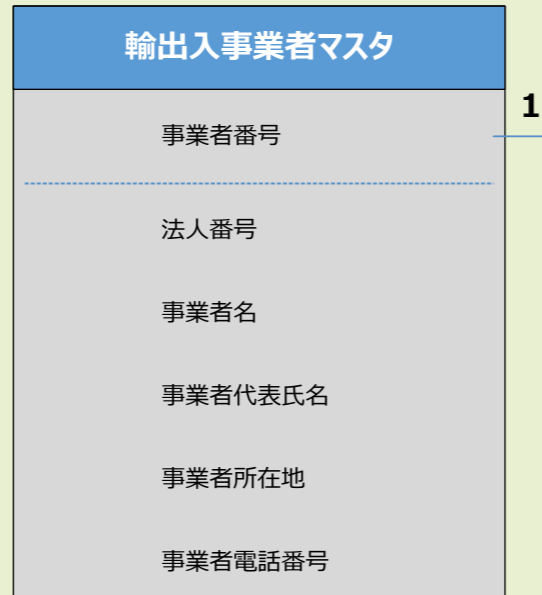 輸出入事業者マスタ
1
事業者番号
法人番号
事業者名
事業者代表氏名
事業者所在地
事業者電話番号